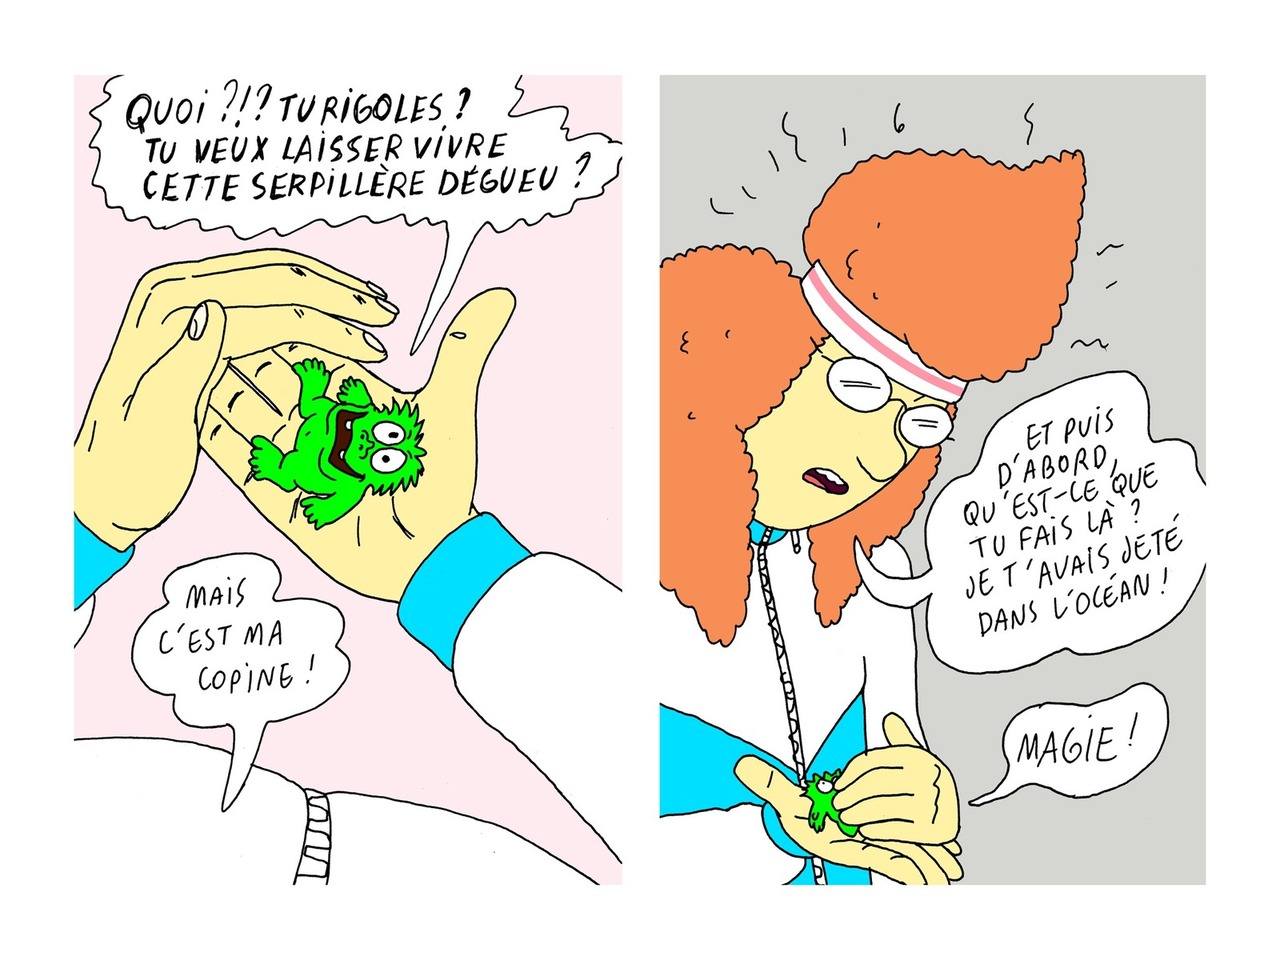 QUOI ?!? TU RIGOLES ?
TU VEUX LAISSER VIVRE
CETTE SERPILLÈRE DÉGUEU ?
MAIS
C'EST MA
COPINE !
ET PUIS
D'ABORD,
QU'EST-CE QUE
TU FAIS LÀ ?
JE T'AVAIS JETÉ
DANS L'OCÉAN !
MAGIE !